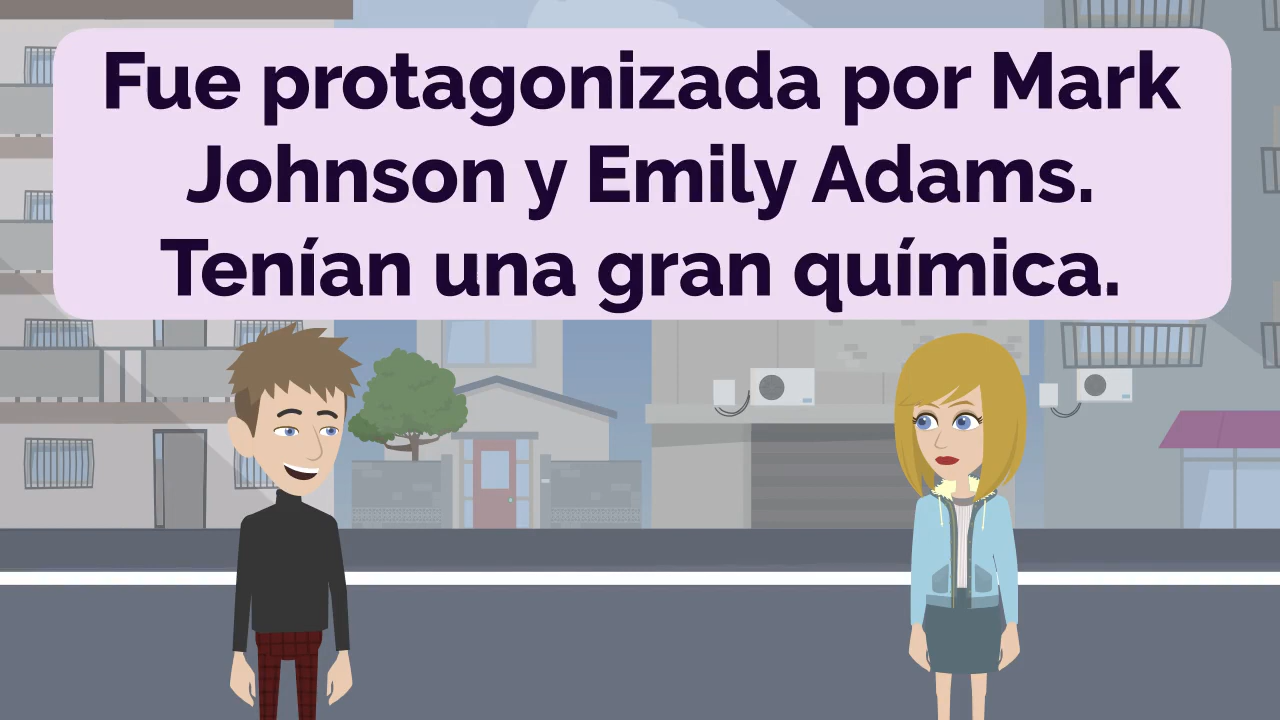 Fue protagonizada por Mark
Johnson y Emily Adams.
Tenían una gran química.